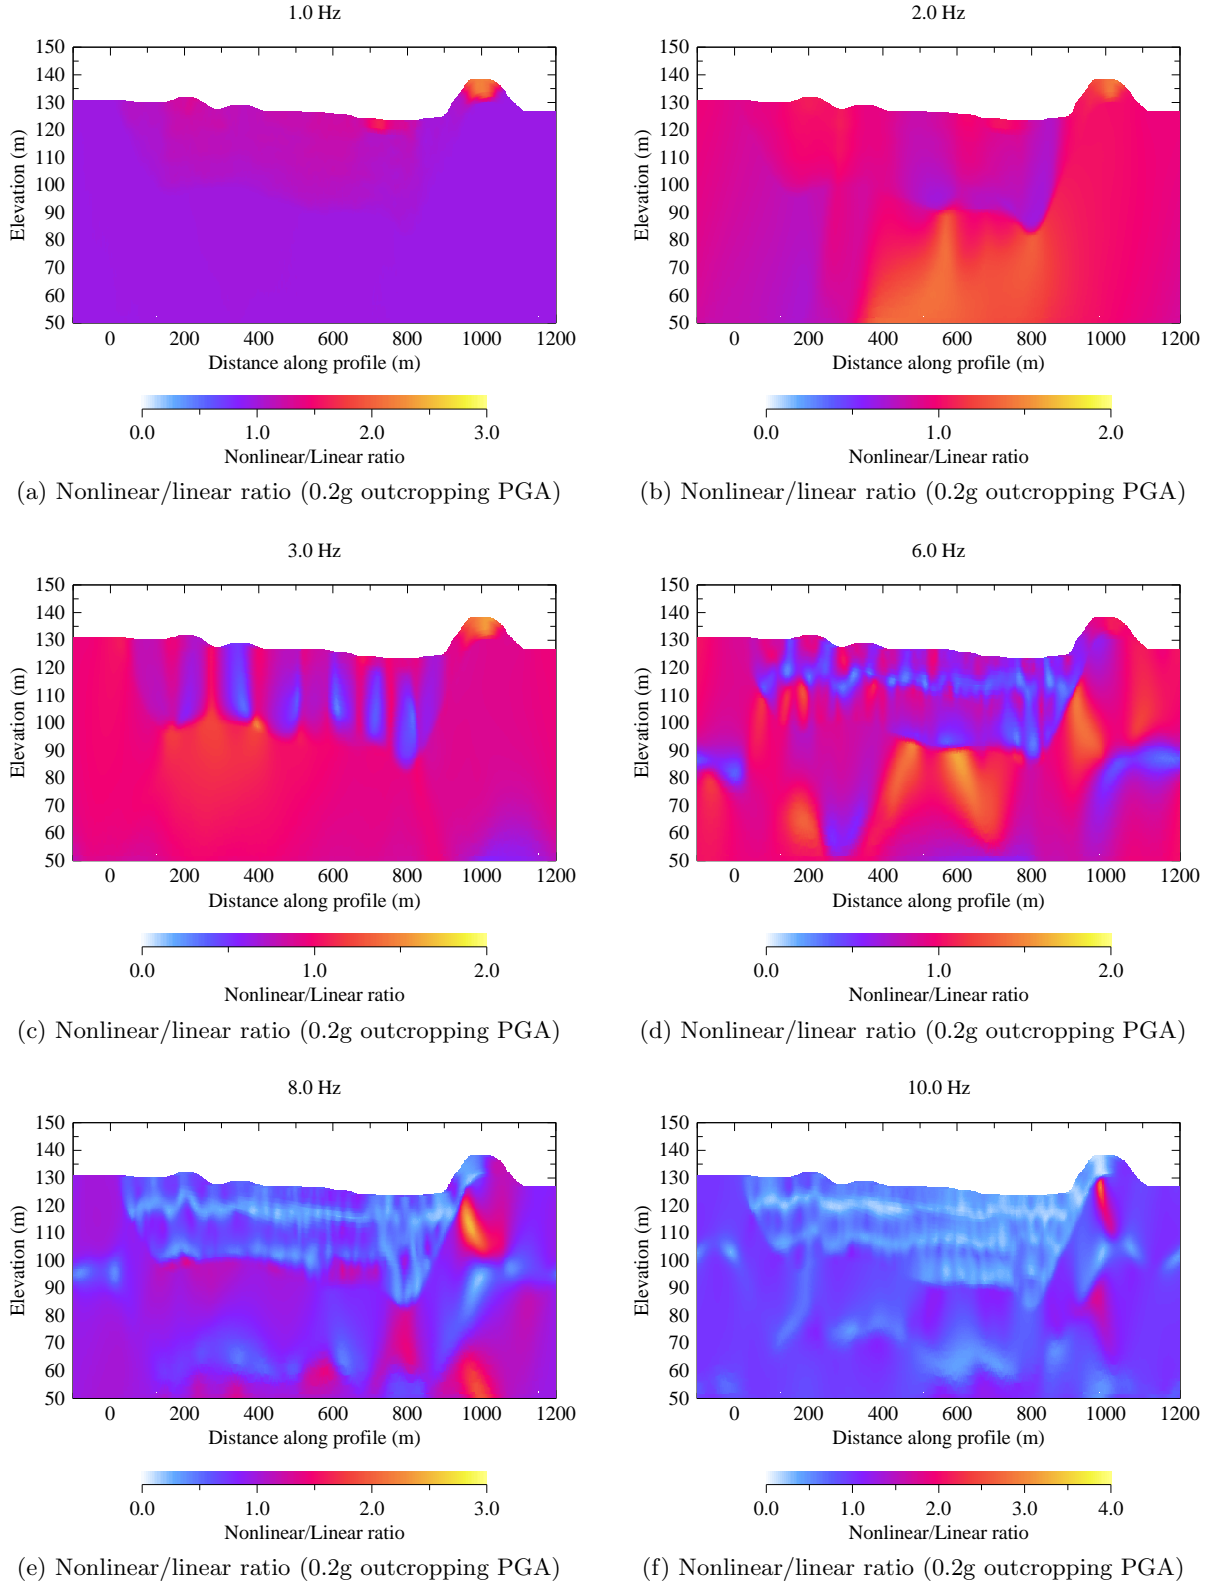 1.0 Hz
150
140
130
120
110
100
90
80
70
60
50
Elevation (m)
0 200 400 600 800 1000 1200
Distance along profile (m)
0.0 1.0 2.0 3.0
Nonlinear/Linear ratio
(a) Nonlinear/linear ratio (0.2g outcropping PGA)
2.0 Hz
150
140
130
120
110
100
90
80
70
60
50
Elevation (m)
0 200 400 600 800 1000 1200
Distance along profile (m)
0.0 1.0 2.0
Nonlinear/Linear ratio
(b) Nonlinear/linear ratio (0.2g outcropping PGA)
3.0 Hz
150
140
130
120
110
100
90
80
70
60
50
Elevation (m)
0 200 400 600 800 1000 1200
Distance along profile (m)
0.0 1.0 2.0
Nonlinear/Linear ratio
(c) Nonlinear/linear ratio (0.2g outcropping PGA)
6.0 Hz
150
140
130
120
110
100
90
80
70
60
50
Elevation (m)
0 200 400 600 800 1000 1200
Distance along profile (m)
0.0 1.0 2.0
Nonlinear/Linear ratio
(d) Nonlinear/linear ratio (0.2g outcropping PGA)
8.0 Hz
150
140
130
120
110
100
90
80
70
60
50
Elevation (m)
0 200 400 600 800 1000 1200
Distance along profile (m)
0.0 1.0 2.0 3.0
Nonlinear/Linear ratio
(e) Nonlinear/linear ratio (0.2g outcropping PGA)
10.0 Hz
150
140
130
120
110
100
90
80
70
60
50
Elevation (m)
0 200 400 600 800 1000 1200
Distance along profile (m)
0.0 1.0 2.0 3.0 4.0
Nonlinear/Linear ratio
(f) Nonlinear/linear ratio (0.2g outcropping PGA)